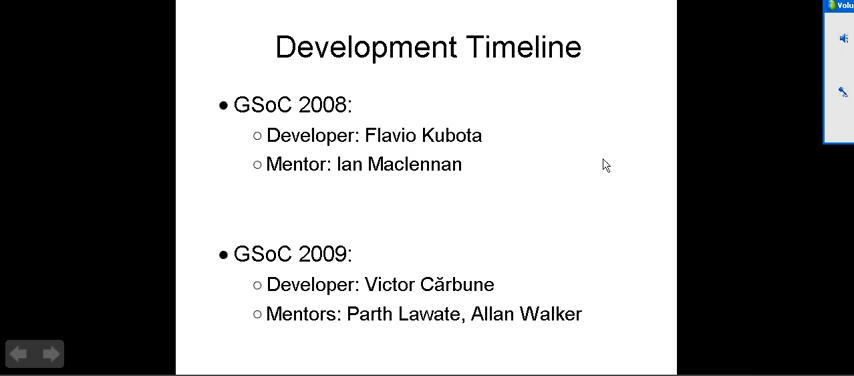 Volu
Development Timeline
GSoC 2008:
Developer: Flavio Kubota
Mentor: Ian Maclennan
GSoC 2009:
Developer: Victor Cărbune
Mentors: Parth Lawate, Allan Walker